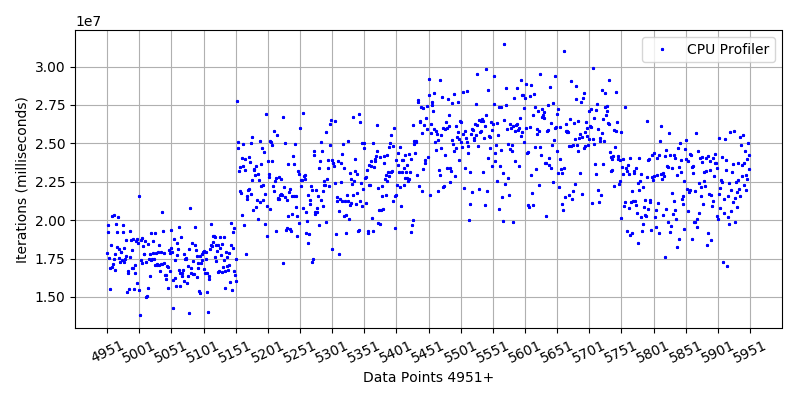 1e7
CPU Profiler
3.00
2.75
2.50
2.25
2.00
1.75
1.50
Iterations (milliseconds)
4951 5001 5051 5101 5151 5201 5251 5301 5351 5401 5451 5501 5551 5601 5651 5701 5751 5801 5851 5901 5951
Data Points 4951+